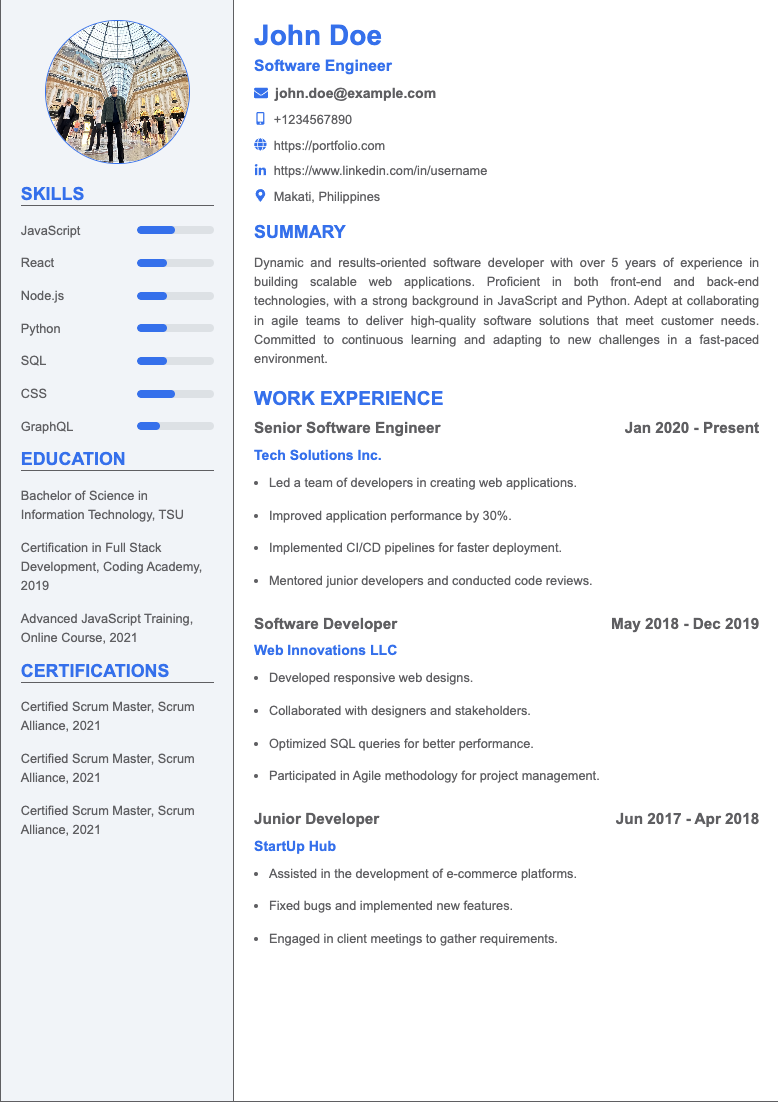 SKILLS
JavaScript
React
Node.js
Python
SQL
CSS
GraphQL
EDUCATION
Bachelor of Science in
Information Technology, TSU
Certification in Full Stack
Development, Coding Academy,
2019
Advanced JavaScript Training,
Online Course, 2021
CERTIFICATIONS
Certified Scrum Master, Scrum
Alliance, 2021
Certified Scrum Master, Scrum
Alliance, 2021
Certified Scrum Master, Scrum
Alliance, 2021
John Doe
Software Engineer
john.doe@example.com
+1234567890
https://portfolio.com
https://www.linkedin.com/in/username
Makati, Philippines
SUMMARY
Dynamic and results-oriented software developer with over 5 years of experience in
building scalable web applications. Proficient in both front-end and back-end
technologies, with a strong background in JavaScript and Python. Adept at collaborating
in agile teams to deliver high-quality software solutions that meet customer needs.
Committed to continuous learning and adapting to new challenges in a fast-paced
environment.
WORK EXPERIENCE
Senior Software Engineer Jan 2020 - Present
Tech Solutions Inc.
• Led a team of developers in creating web applications.
• Improved application performance by 30%.
• Implemented CI/CD pipelines for faster deployment.
• Mentored junior developers and conducted code reviews.
Software Developer May 2018 - Dec 2019
Web Innovations LLC
• Developed responsive web designs.
• Collaborated with designers and stakeholders.
• Optimized SQL queries for better performance.
• Participated in Agile methodology for project management.
Junior Developer Jun 2017 - Apr 2018
StartUp Hub
• Assisted in the development of e-commerce platforms.
• Fixed bugs and implemented new features.
• Engaged in client meetings to gather requirements.